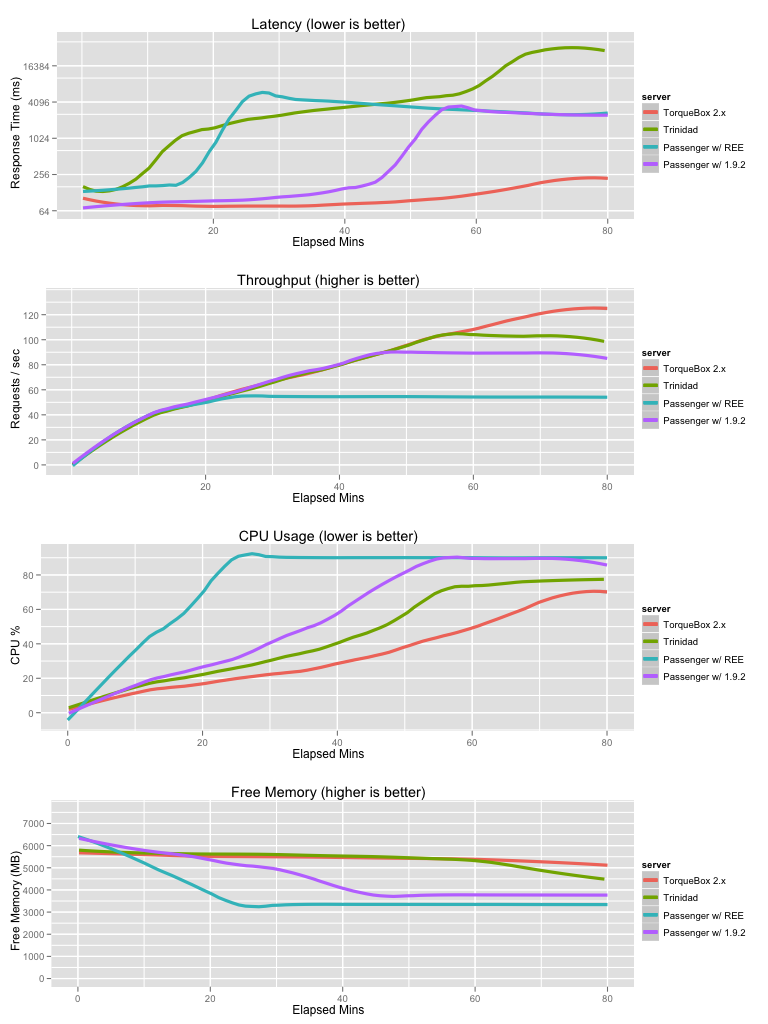 Latency (lower is better)
Response Time (ms)
16384
4096
1024
256
64
20
40
60
80
Elapsed Mins
server
TorqueBox 2.x
Trinidad
Passenger w/ REE
Passenger w/ 1.9.2
Throughput (higher is better)
Requests / sec
120
100
80
60
40
20
0
20
40
60
80
Elapsed Mins
server
TorqueBox 2.x
Trinidad
Passenger w/ REE
Passenger w/ 1.9.2
CPU Usage (lower is better)
CPU %
80
60
40
20
0
0
20
40
60
80
Elapsed Mins
server
TorqueBox 2.x
Trinidad
Passenger w/ REE
Passenger w/ 1.9.2
Free Memory (higher is better)
Free Memory (MB)
7000
6000
5000
4000
3000
2000
1000
0
0
20
40
60
80
Elapsed Mins
server
TorqueBox 2.x
Trinidad
Passenger w/ REE
Passenger w/ 1.9.2